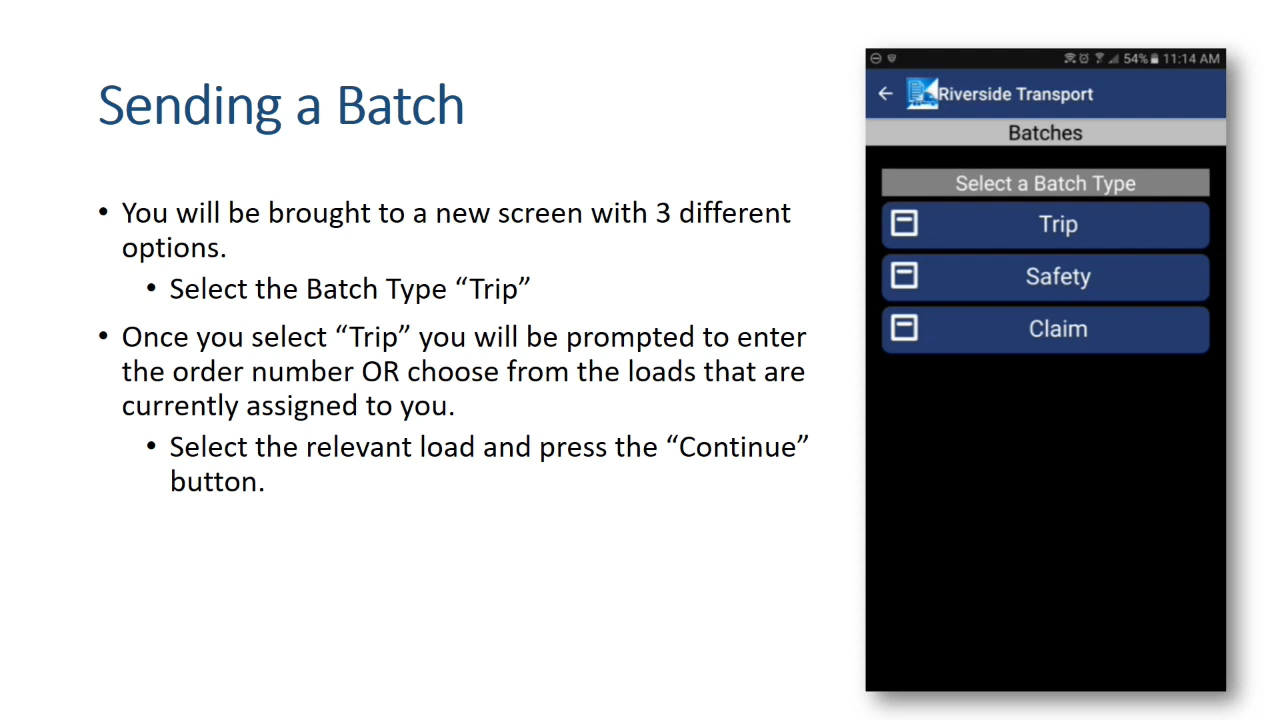 Sending a Batch
• You will be brought to a new screen with 3 different
options.
• Select the Batch Type “Trip”
• Once you select “Trip” you will be prompted to enter
the order number OR choose from the loads that are
currently assigned to you.
• Select the relevant load and press the “Continue”
button.
54% 11:14 AM
Riverside Transport
Batches
Select a Batch Type
Trip
Safety
Claim